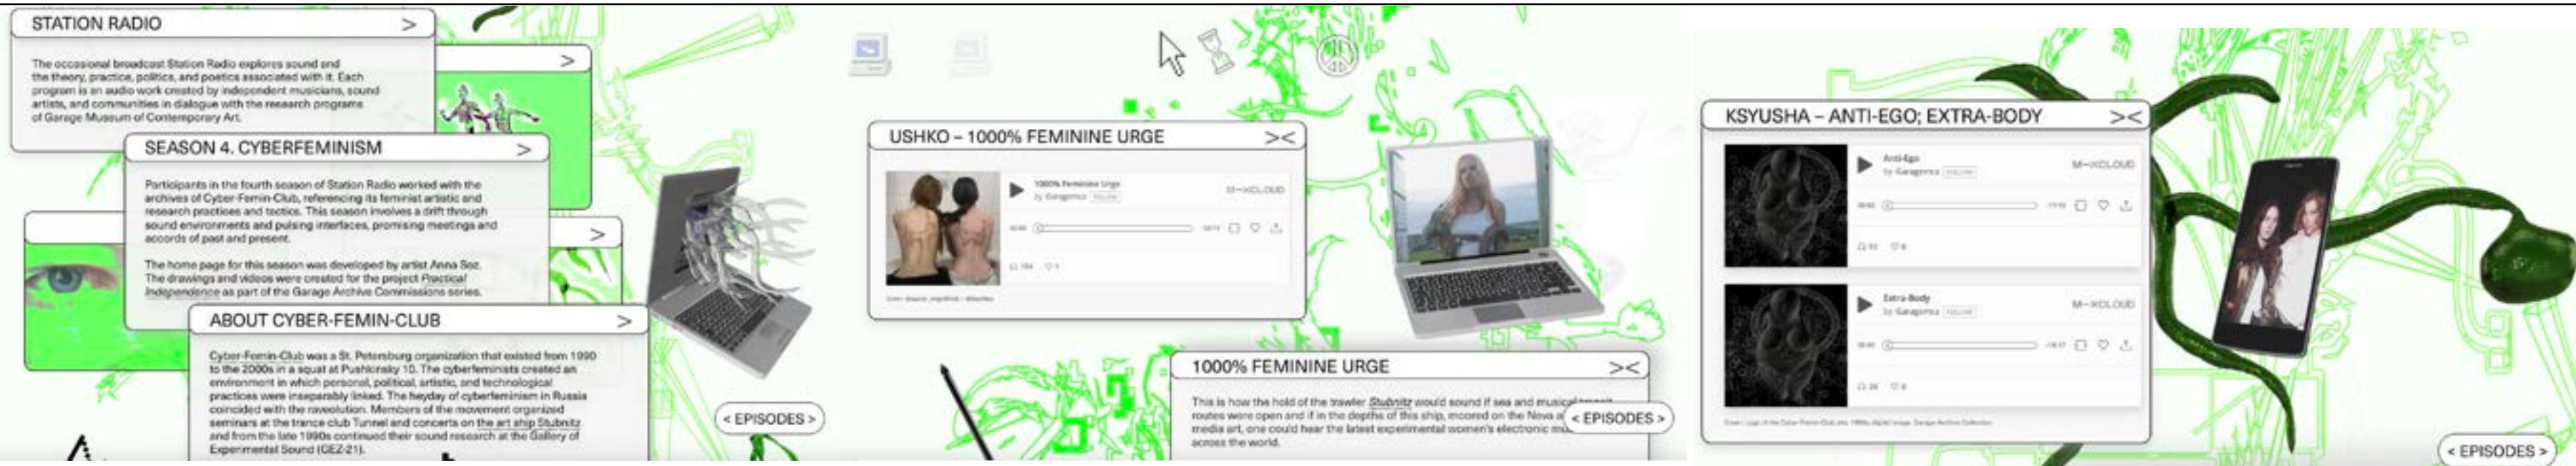 STATION RADIO >
The occasional broadcast Station Radio explores sound and
the theory, practice, politics, and poetics associated with it. Each
program is an audio work created by independent musicians, sound
artists, and communities in dialogue with the research programs
of Garage Museum of Contemporary Art.
>
SEASON 4. CYBERFEMINISM >
Participants in the fourth season of Station Radio worked with the
archives of Cyber-Femin-Club, referencing its feminist artistic and
research practices and tactics. This season involves a drift through
sound environments and pulsing interfaces, promising meetings and
accords of past and present.
The home page for this season was developed by artist Anna Soz.
The drawings and videos were created for the project Practical
Independence as part of the Garage Archive Commissions series.
>
ABOUT CYBER-FEMIN-CLUB >
Cyber-Femin-Club was a St. Petersburg organization that existed from 1990
to the 2000s in a squat at Pushkinsky 10. The cyberfeminists created an
environment in which personal, political, artistic, and technological
practices were inseparably linked. The heyday of cyberfeminism in Russia
coincided with the raveolution. Members of the movement organized
seminars at the trance club Tunnel and concerts on the art ship Stubnitz
and from the late 1990s continued their sound research at the Gallery of
Experimental Sound (GEZ-21).
< EPISODES >
USHKO – 1000% FEMININE URGE ><
1000% Feminine Urge
by Garagemca FOLLOW
MIXCLOUD
1000% FEMININE URGE ><
This is how the hold of the trawler Stubnitz would sound if sea and musical
routes were open and if in the depths of this ship, moored on the Neva
media art, one could hear the latest experimental women's electronic
across the world.
< EPISODES >
KSYUSHA – ANTI-EGO; EXTRA-BODY ><
Anti-Ego
by Garagemca FOLLOW
MIXCLOUD
Extra-Body
by Garagemca FOLLOW
MIXCLOUD
< EPISODES >